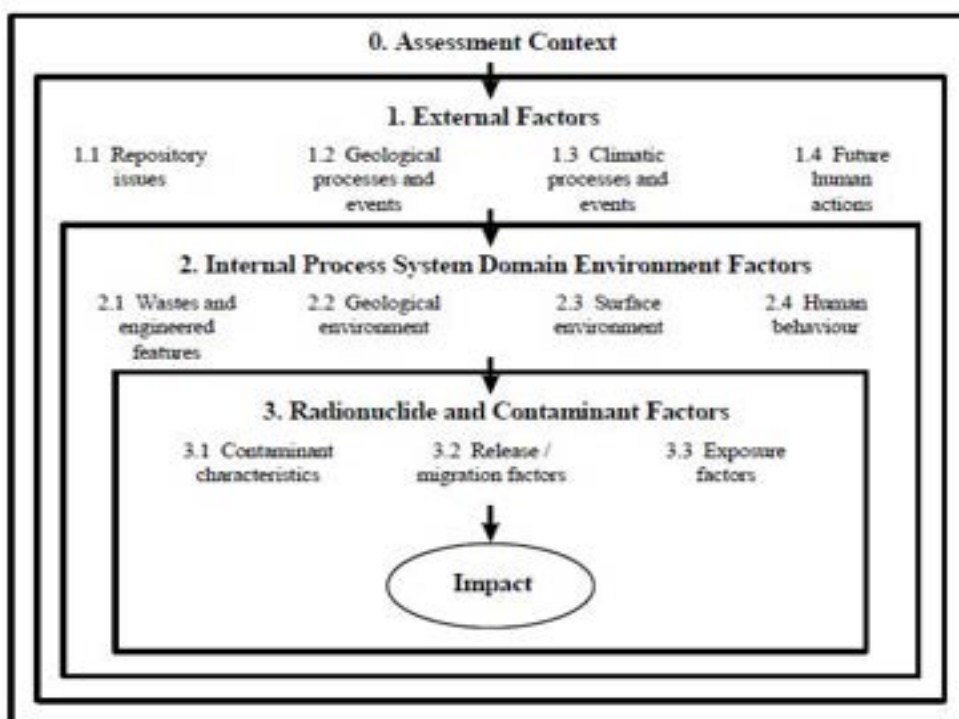 0. Assessment Context
1. External Factors
1.1 Repository issues
1.2 Geological processes and events
1.3 Climatic processes and events
1.4 Future human actions
2. Internal Process System Domain Environment Factors
2.1 Wastes and engineered features
2.2 Geological environment
2.3 Surface environment
2.4 Human behaviour
3. Radionuclide and Contaminant Factors
3.1 Contaminant characteristics
3.2 Release / migration factors
3.3 Exposure factors
Impact